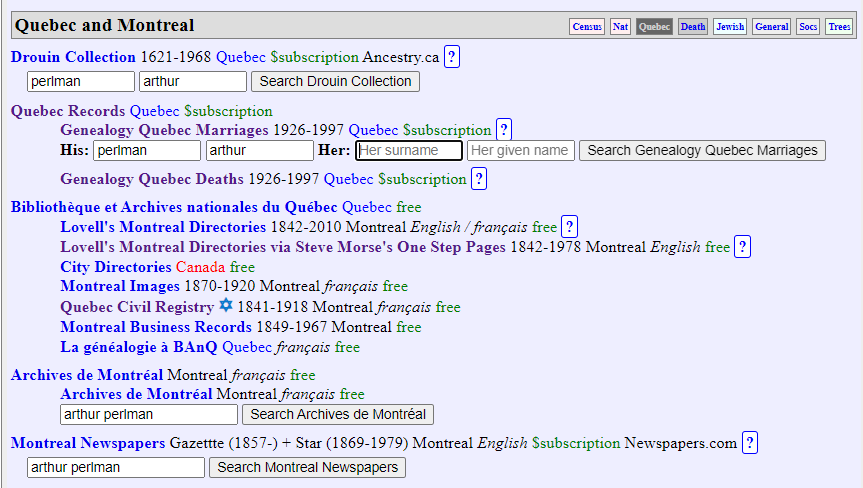 Quebec and Montreal Census Nat Quebec Death Jewish General Socs Trees
Drouin Collection 1621-1968 Quebec $subscription Ancestry.ca ?
perlman arthur Search Drouin Collection
Quebec Records Quebec $subscription
Genealogy Quebec Marriages 1926-1997 Quebec $subscription ?
His: perlman arthur Her: Her surname Her given name Search Genealogy Quebec Marriages
Genealogy Quebec Deaths 1926-1997 Quebec $subscription ?
Bibliothèque et Archives nationales du Québec Quebec free
Lovell's Montreal Directories 1842-2010 Montreal English / français free ?
Lovell's Montreal Directories via Steve Morse's One Step Pages 1842-1978 Montreal English free ?
City Directories Canada free
Montreal Images 1870-1920 Montreal français free
Quebec Civil Registry ✡ 1841-1918 Montreal français free
Montreal Business Records 1849-1967 Montreal free
La généalogie à BAnQ Quebec français free
Archives de Montréal Montreal français free
Archives de Montréal Montreal français free
arthur perlman Search Archives de Montréal
Montreal Newspapers Gazettte (1857-) + Star (1869-1979) Montreal English $subscription Newspapers.com ?
arthur perlman Search Montreal Newspapers